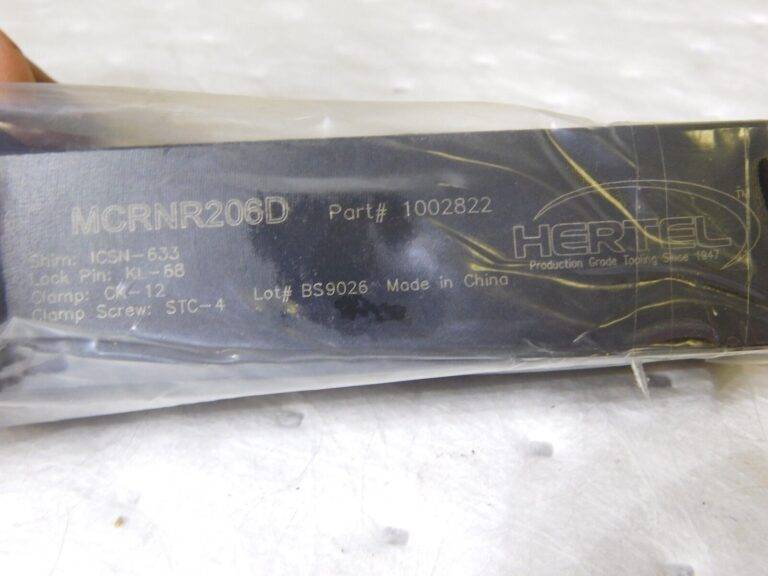 MCRNR206D Part# 1002822
Shim: ICSN-633
Lock Pin: KL-68
Clamp: CK-12
Clamp Screw: STC-4
Lot# BS9026 Made in China
HERTEL™
Production Grade Tooling Since 1947